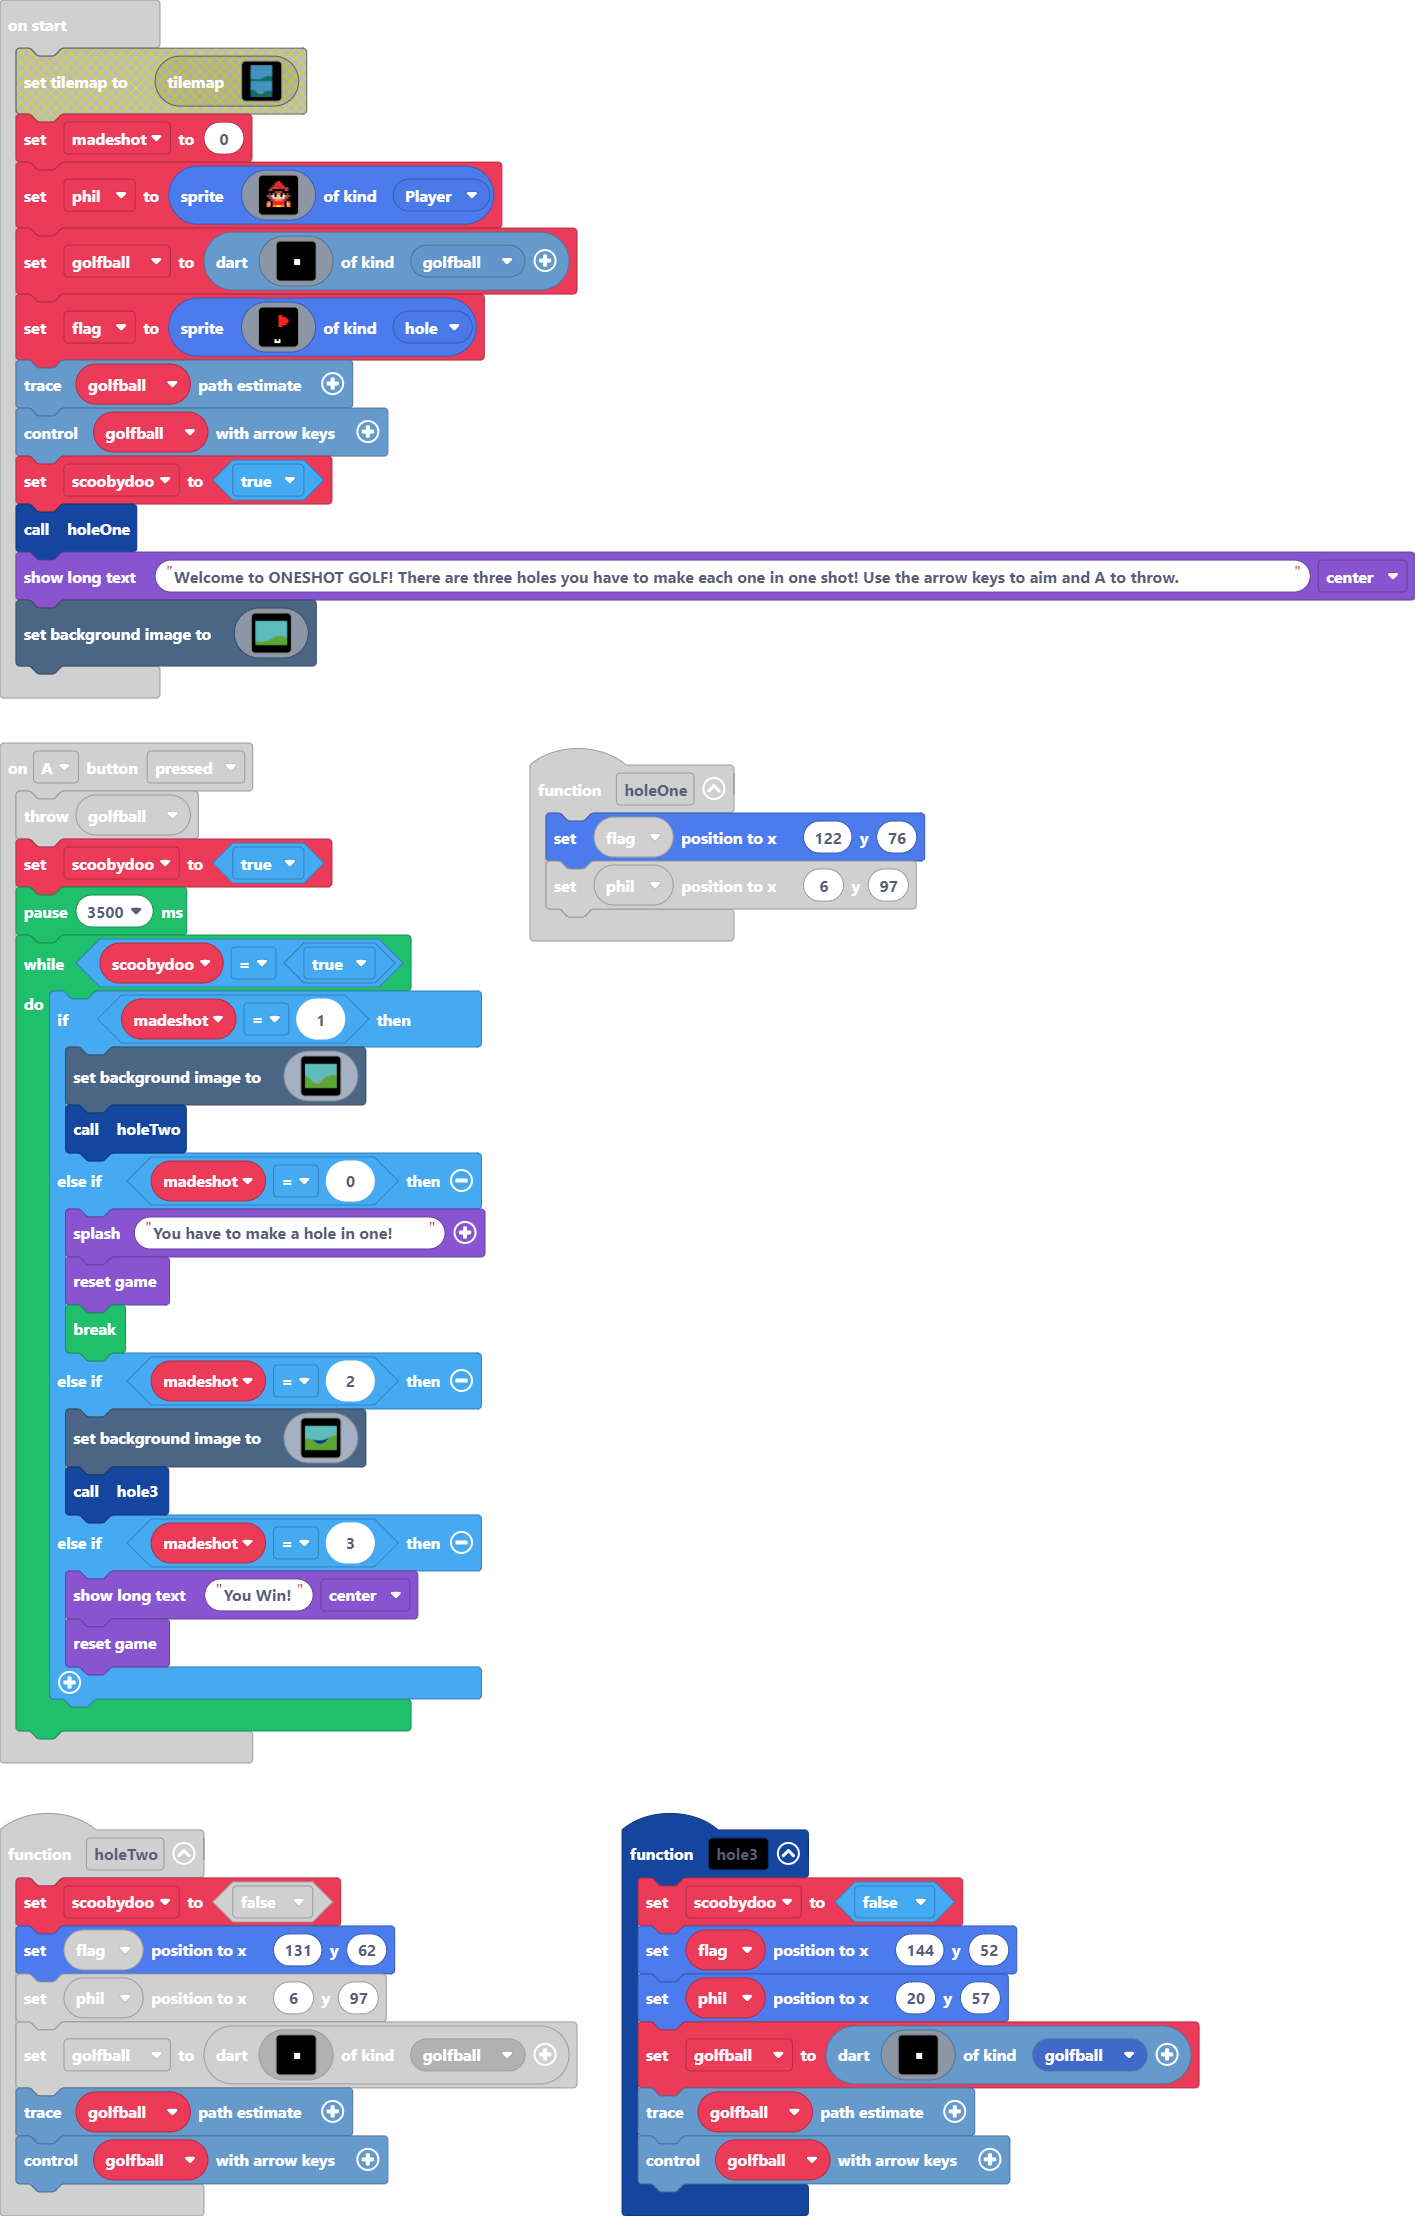 on start
set tilemap to tilemap
set madeshot to 0
set phil to sprite of kind Player
set golfball to dart of kind golfball
set flag to sprite of kind hole
trace golfball path estimate
control golfball with arrow keys
set scoobydoo to true
call holeOne
show long text "Welcome to ONESHOT GOLF! There are three holes you have to make each one in one shot! Use the arrow keys to aim and A to throw. " center
set background image to
on A button pressed
throw golfball
set scoobydoo to true
pause 3500 ms
while scoobydoo = true
do
if madeshot = 1 then
set background image to
call holeTwo
else if madeshot = 0 then
splash "You have to make a hole in one! "
reset game
break
else if madeshot = 2 then
set background image to
call hole3
else if madeshot = 3 then
show long text "You Win!" center
reset game
function holeOne
set flag position to x 122 y 76
set phil position to x 6 y 97
function holeTwo
set scoobydoo to false
set flag position to x 131 y 62
set phil position to x 6 y 97
set golfball to dart of kind golfball
trace golfball path estimate
control golfball with arrow keys
function hole3
set scoobydoo to false
set flag position to x 144 y 52
set phil position to x 20 y 57
set golfball to dart of kind golfball
trace golfball path estimate
control golfball with arrow keys